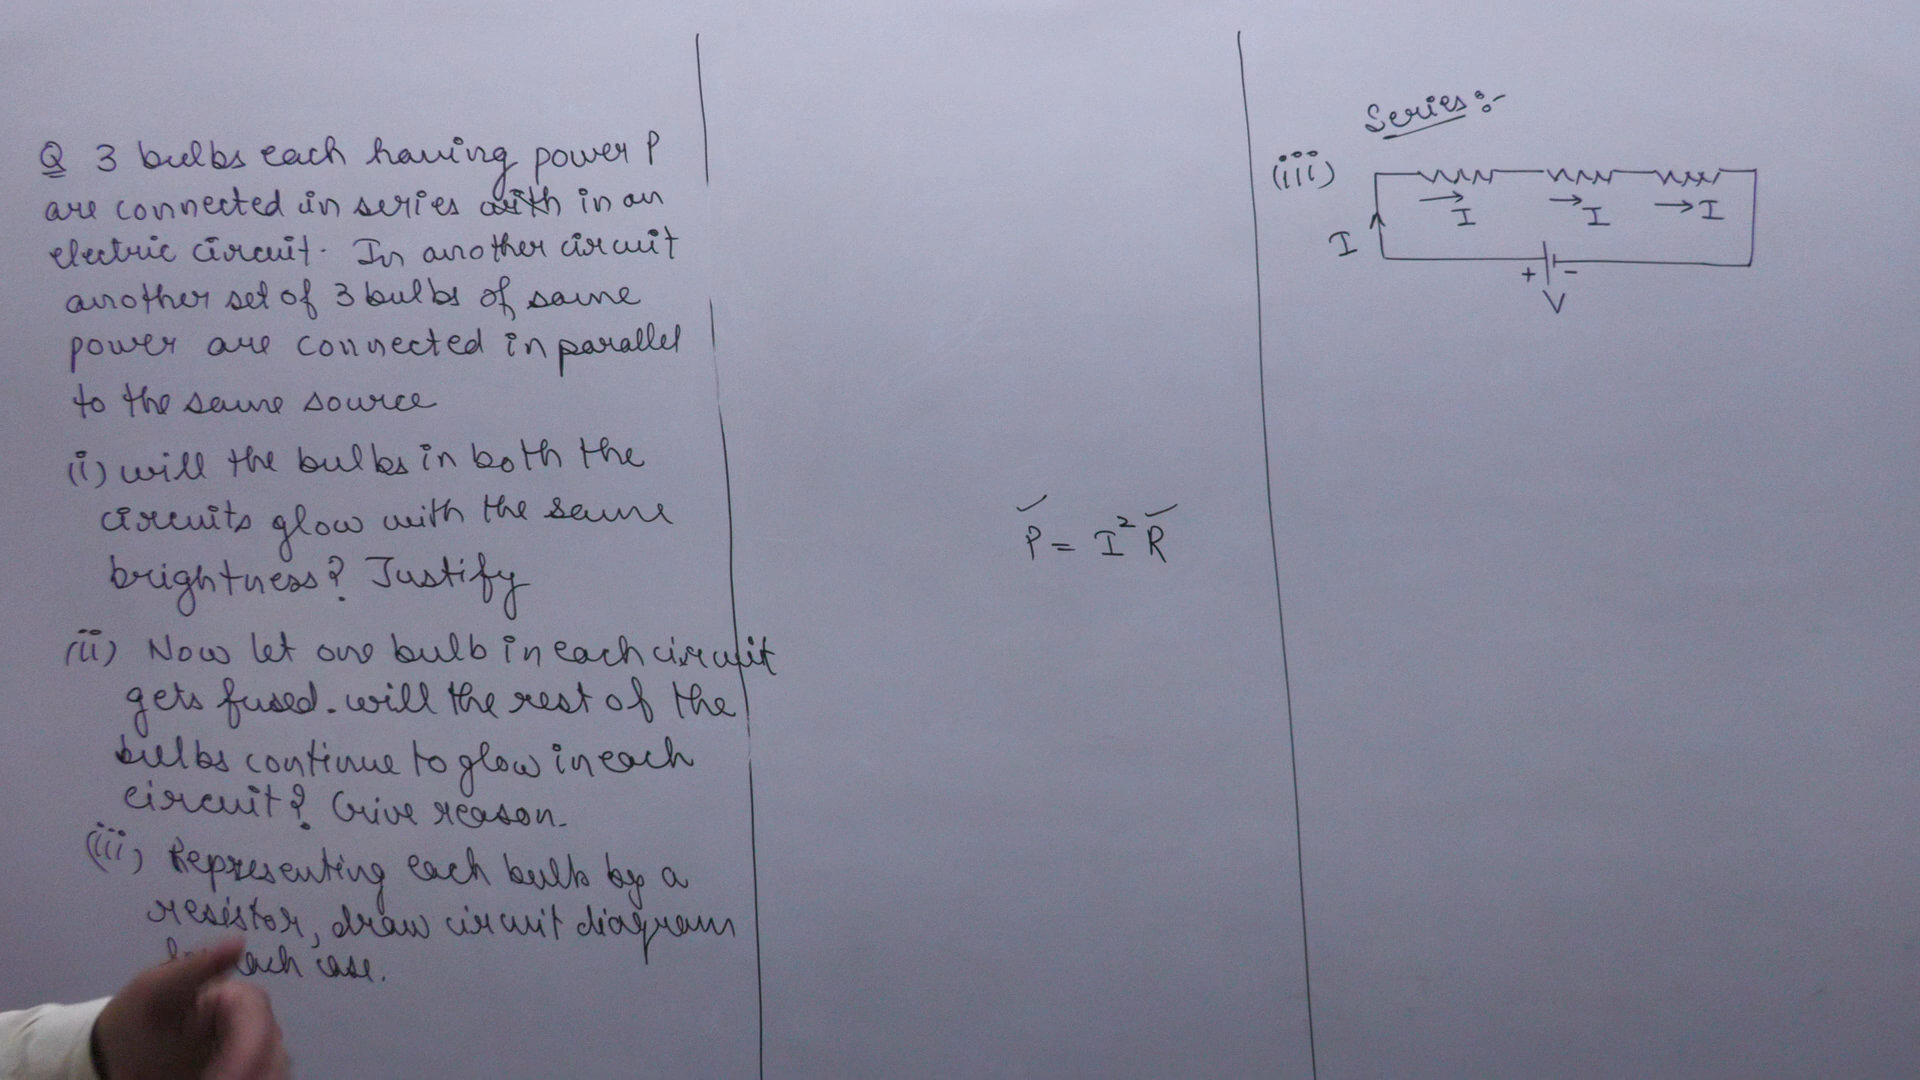 Q 3 bulbs each having power P
are connected in series with in an
electric circuit. In another circuit
another set of 3 bulbs of same
power are connected in parallel
to the same source
(i) will the bulbs in both the
circuits glow with the same
brightness? Justify
(ii) Now let one bulb in each circuit
gets fused. will the rest of the
bulbs continue to glow in each
circuit? Give reason.
(iii) Representing each bulb by a
resistor, draw circuit diagram
each case.
P = I² R
Series :-
(iii)
I I I
I
+ -
V